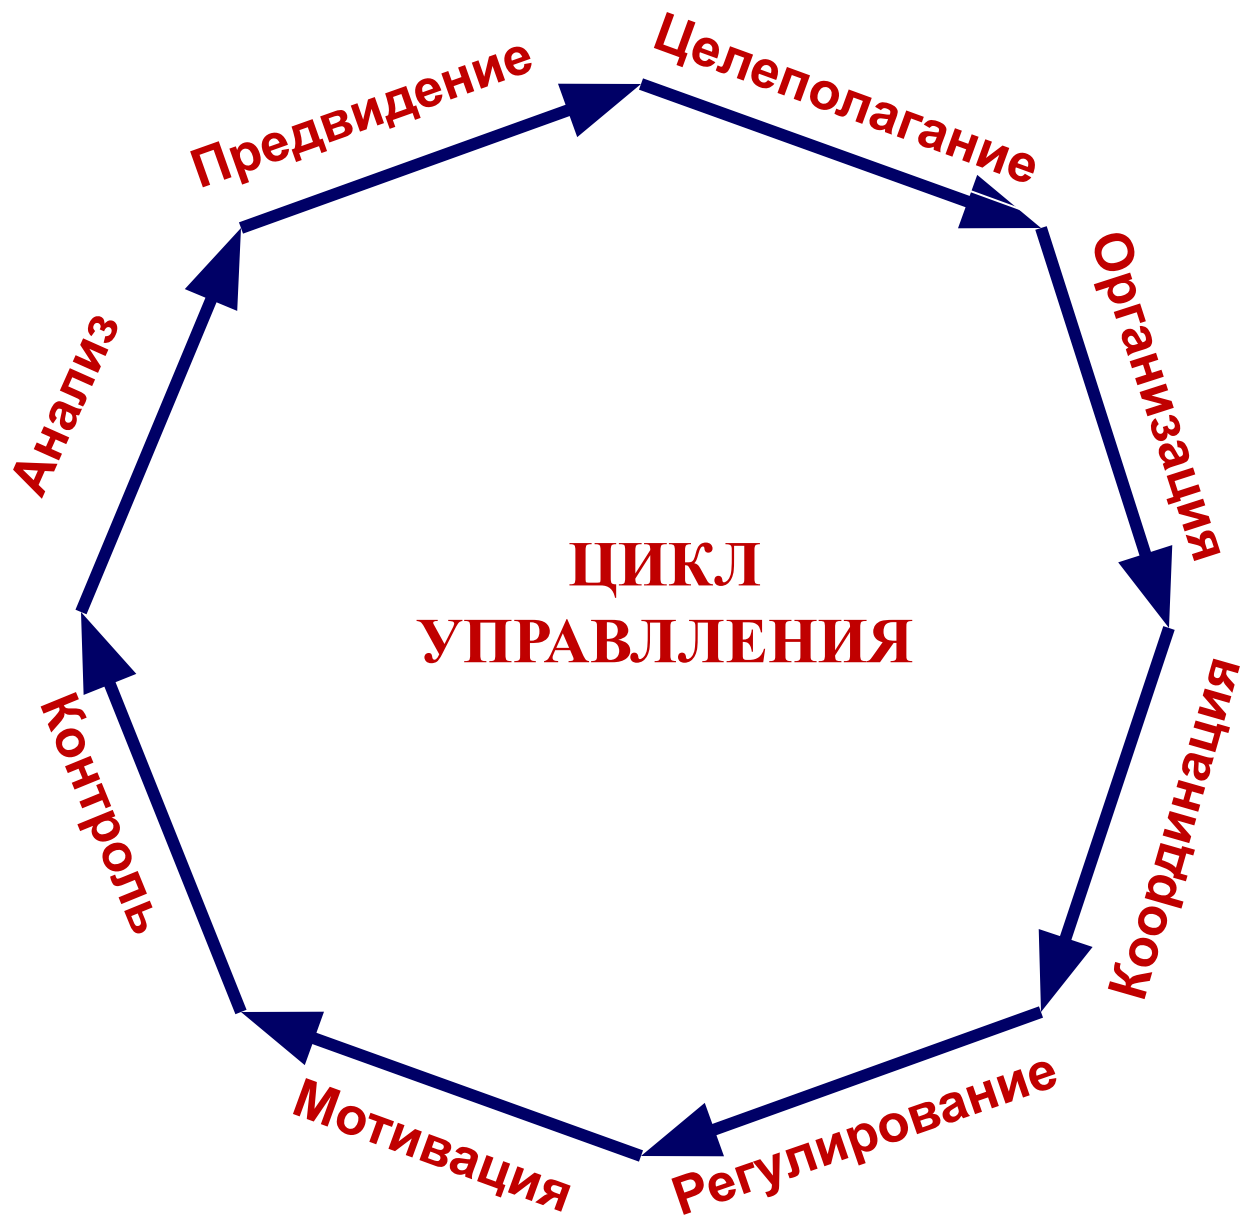 Целеполагание
Организация
Координация
Регулирование
Мотивация
Контроль
Анализ
Предвидение
ЦИКЛ
УПРАВЛЛЕНИЯ